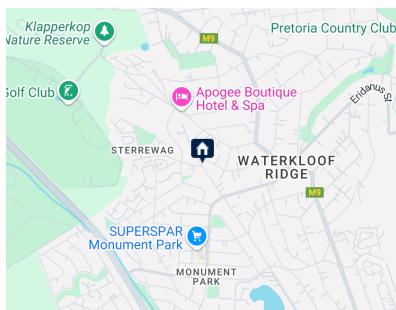 Klapperkop
Nature Reserve
M9
Pretoria Country Club
Golf Club
Apogee Boutique
Hotel & Spa
Eridanus St
STERREWAG
WATERKLOOF
RIDGE
M9
SUPERSPAR
Monument Park
MONUMENT
PARK